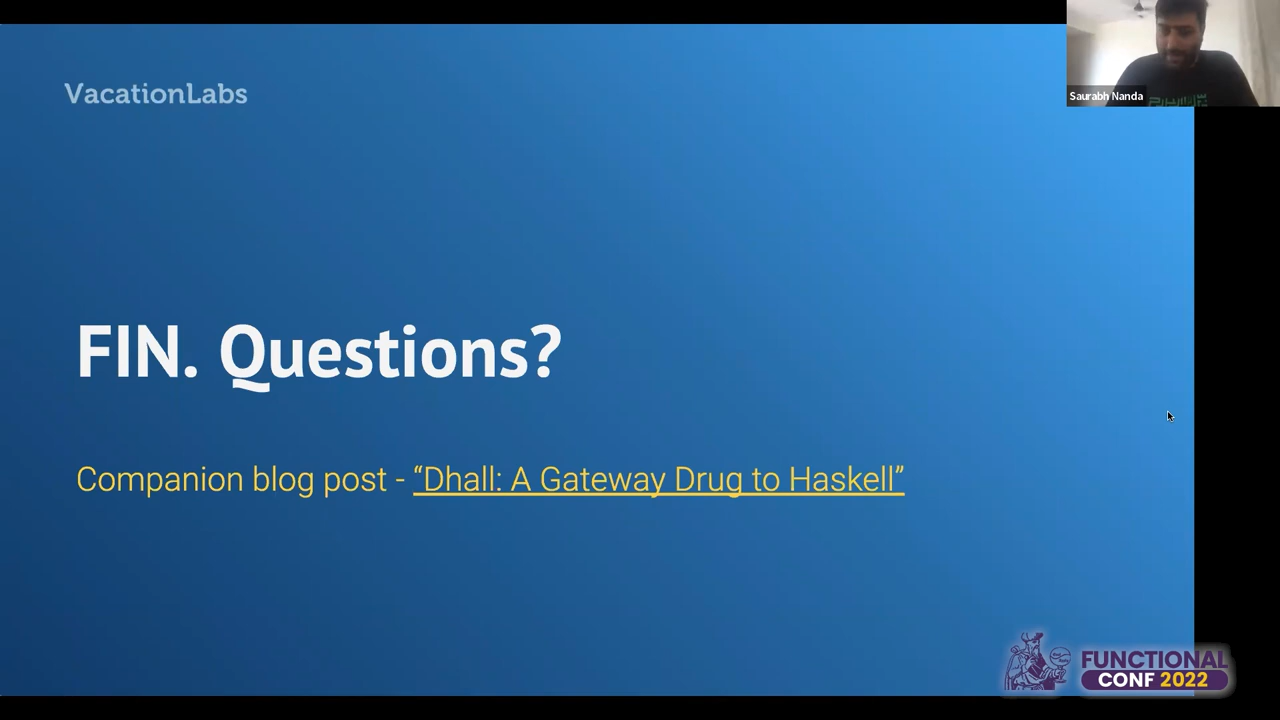 VacationLabs
Saurabh Nanda
FIN. Questions?
Companion blog post - “Dhall: A Gateway Drug to Haskell”
FUNCTIONAL
CONF 2022